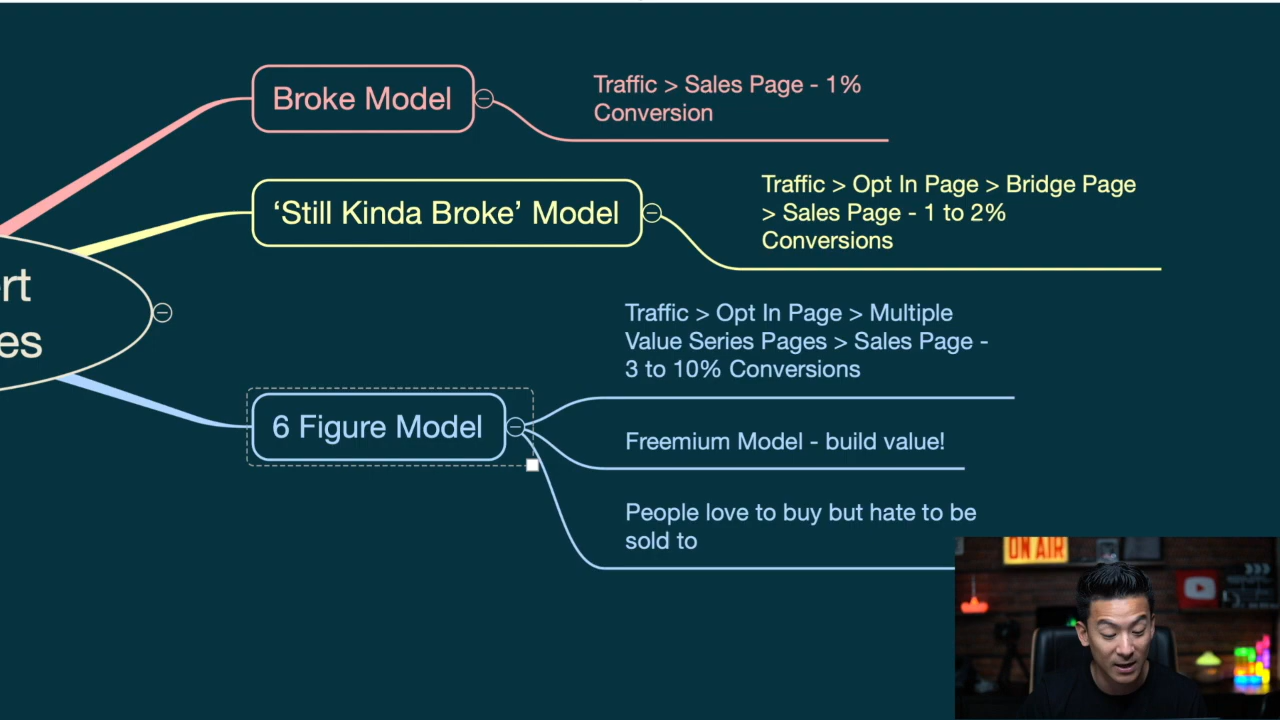 Broke Model
Traffic > Sales Page - 1%
Conversion
‘Still Kinda Broke’ Model
Traffic > Opt In Page > Bridge Page
> Sales Page - 1 to 2%
Conversions
rt
es
6 Figure Model
Traffic > Opt In Page > Multiple
Value Series Pages > Sales Page -
3 to 10% Conversions
Freemium Model - build value!
People love to buy but hate to be
sold to
ON AIR